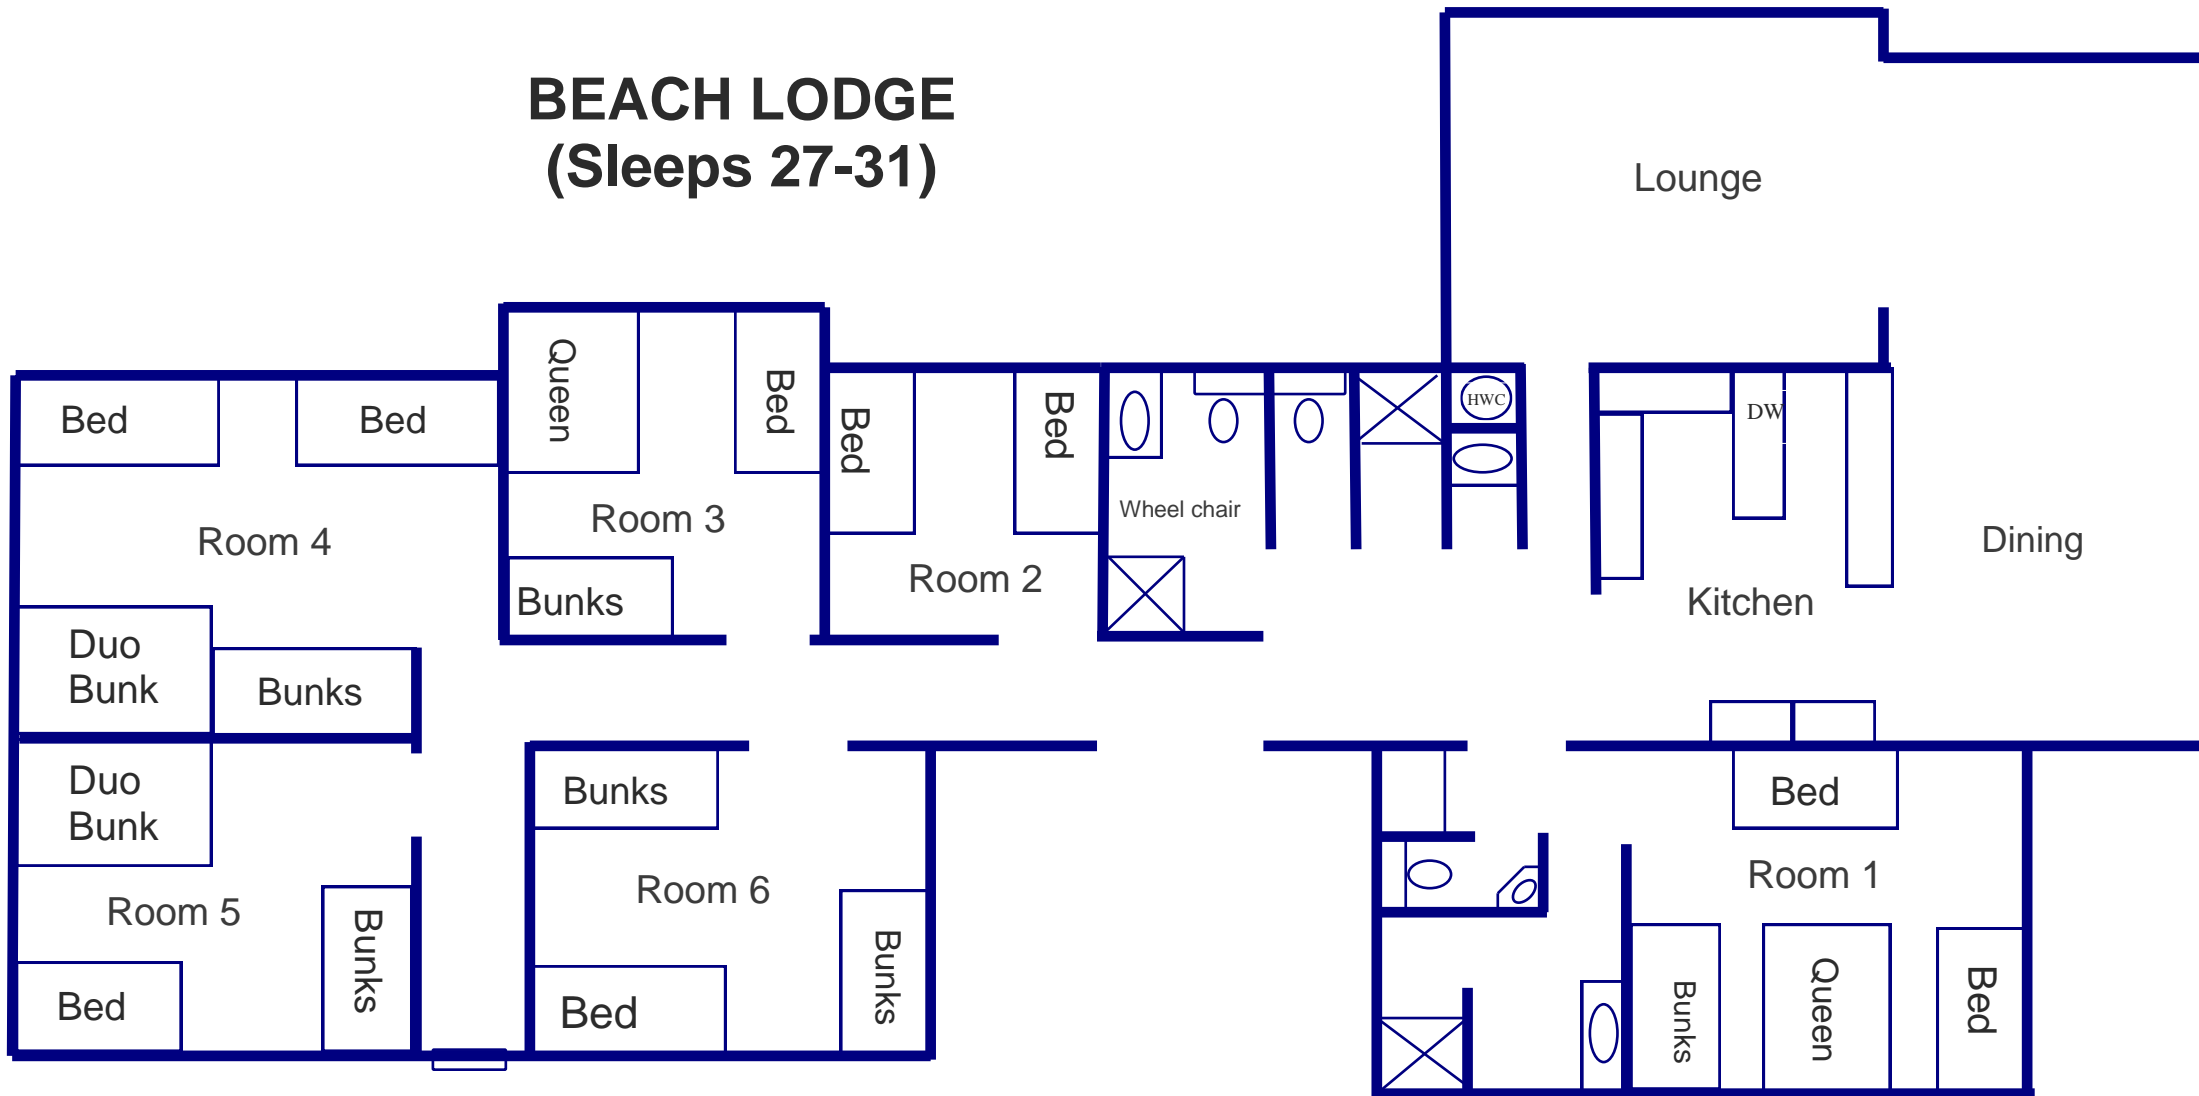 BEACH LODGE
(Sleeps 27-31)
Lounge
Queen
Bed
Bed
Bed
Bed
Bed
HWC
DW
Wheel chair
Room 3
Room 4
Dining
Room 2
Bunks
Kitchen
Duo
Bunk
Bunks
Duo
Bunk
Bunks
Bed
Room 1
Room 6
Room 5
Bunks
Bed
Bed
Bunks
Bunks
Queen
Bed